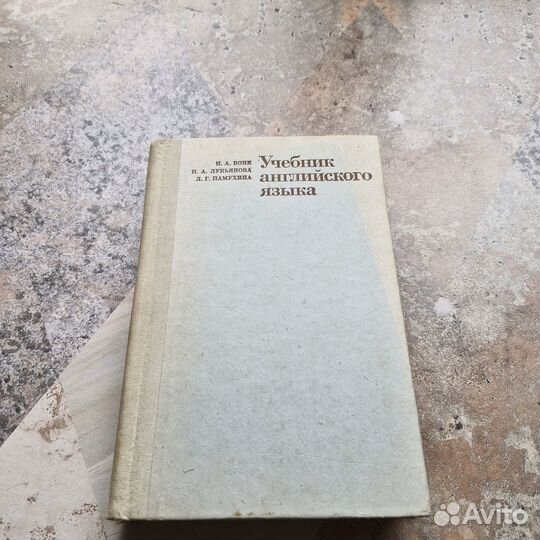 Н. А. БОНК
Н. А. ЛУКЬЯНОВА
Л. Г. ПАМУХИНА
Учебник
английского
языка
Avito